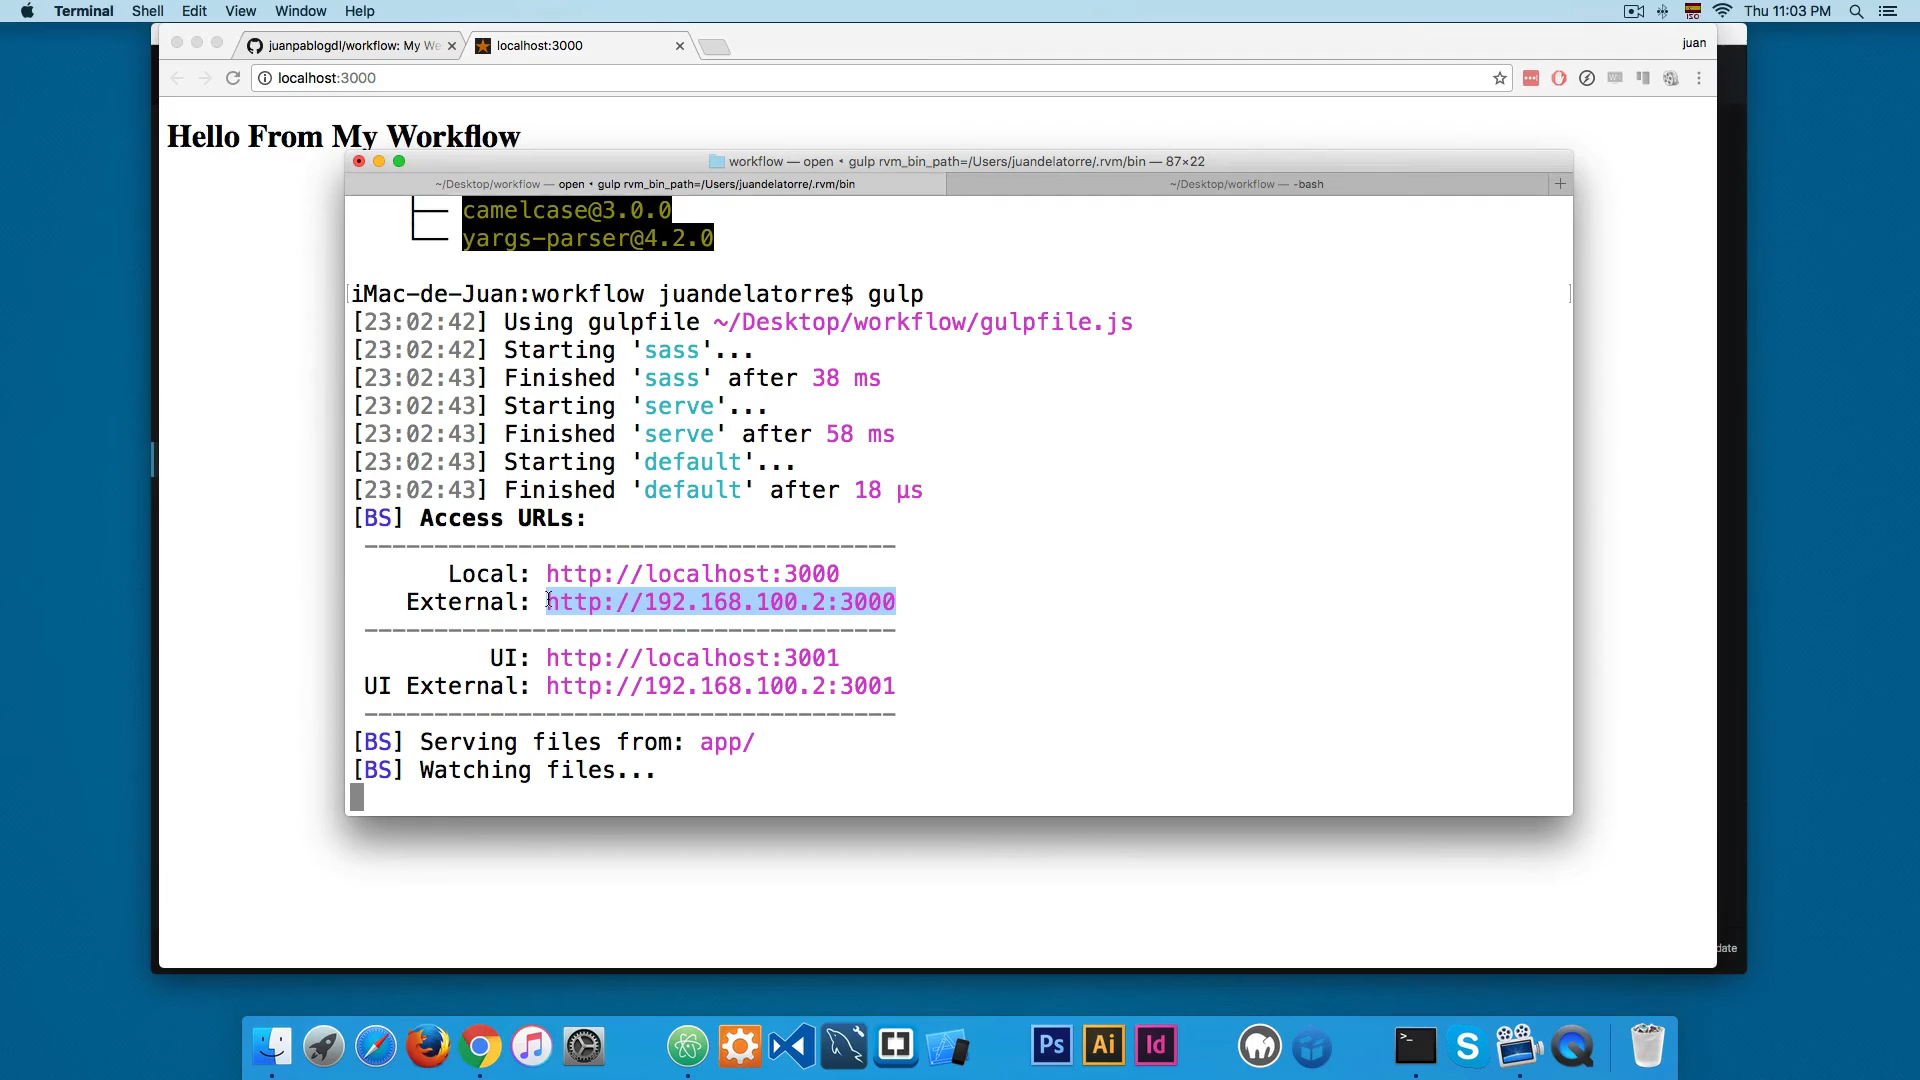 Terminal Shell Edit View Window Help
ISO Thu 11:03 PM
juanpablogdl/workflow: My We
localhost:3000
juan
localhost:3000
Hello From My Workflow
workflow — open ◂ gulp rvm_bin_path=/Users/juandelatorre/.rvm/bin — 87×22
~/Desktop/workflow — open ◂ gulp rvm_bin_path=/Users/juandelatorre/.rvm/bin
~/Desktop/workflow — -bash
├── camelcase@3.0.0
└── yargs-parser@4.2.0
iMac-de-Juan:workflow juandelatorre$ gulp
[23:02:42] Using gulpfile ~/Desktop/workflow/gulpfile.js
[23:02:42] Starting 'sass'...
[23:02:43] Finished 'sass' after 38 ms
[23:02:43] Starting 'serve'...
[23:02:43] Finished 'serve' after 58 ms
[23:02:43] Starting 'default'...
[23:02:43] Finished 'default' after 18 μs
[BS] Access URLs:
--------------------------------------
Local: http://localhost:3000
External: http://192.168.100.2:3000
--------------------------------------
UI: http://localhost:3001
UI External: http://192.168.100.2:3001
--------------------------------------
[BS] Serving files from: app/
[BS] Watching files...
date
Ps Ai Id